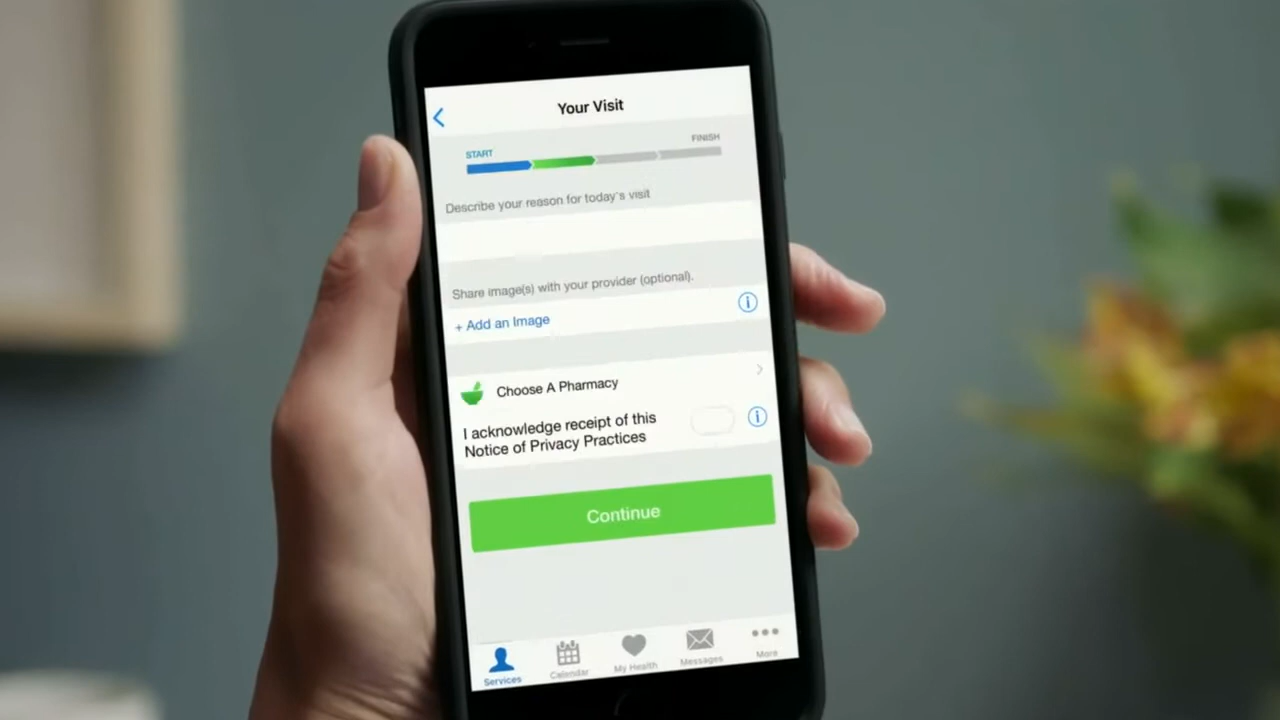 Your Visit
START
FINISH
Describe your reason for today's visit
Share image(s) with your provider (optional).
+ Add an Image
Choose A Pharmacy
I acknowledge receipt of this
Notice of Privacy Practices
Continue
Services
Calendar
My Health
Messages
More